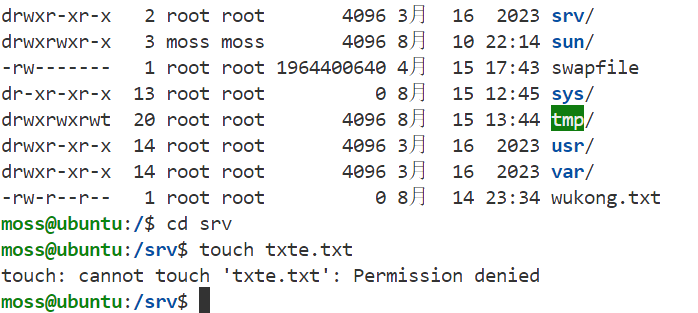 drwxr-xr-x   2 root root       4096 3月   16  2023 srv/
drwxrwxr-x   3 moss moss       4096 8月   10 22:14 sun/
-rw-------   1 root root 1964400640 4月   15 17:43 swapfile
dr-xr-xr-x  13 root root          0 8月   15 12:45 sys/
drwxrwxrwt  20 root root       4096 8月   15 13:44 tmp/
drwxr-xr-x  14 root root       4096 3月   16  2023 usr/
drwxr-xr-x  14 root root       4096 3月   16  2023 var/
-rw-r--r--   1 root root          0 8月   14 23:34 wukong.txt
moss@ubuntu:/$ cd srv
moss@ubuntu:/srv$ touch txte.txt
touch: cannot touch 'txte.txt': Permission denied
moss@ubuntu:/srv$